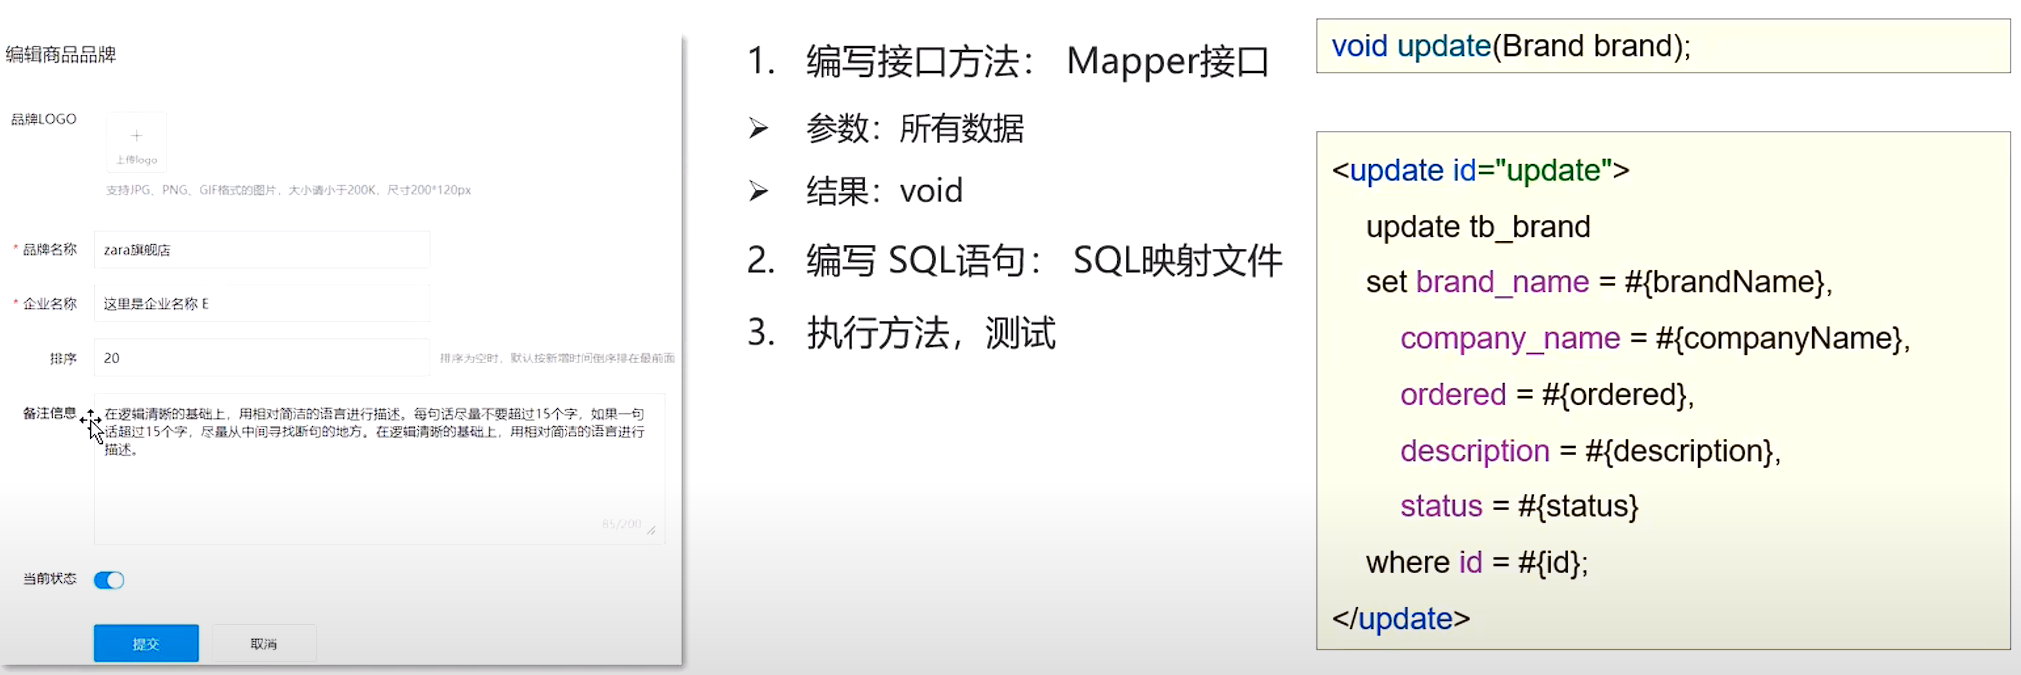 编辑商品品牌
品牌LOGO
+
上传logo
支持JPG、PNG、GIF格式的图片，大小请小于200K，尺寸200*120px
* 品牌名称
zara旗舰店
* 企业名称
这里是企业名称 E
排序
20
排序为空时，默认按新增时间倒序排在最前面
备注信息
在逻辑清晰的基础上，用相对简洁的语言进行描述。每句话尽量不要超过15个字，如果一句
话超过15个字，尽量从中间寻找断句的地方。在逻辑清晰的基础上，用相对简洁的语言进行
描述。
85/200
当前状态
提交
取消
1. 编写接口方法： Mapper接口
➢ 参数：所有数据
➢ 结果：void
2. 编写 SQL语句： SQL映射文件
3. 执行方法，测试
void update(Brand brand);
<update id="update">
update tb_brand
set brand_name = #{brandName},
company_name = #{companyName},
ordered = #{ordered},
description = #{description},
status = #{status}
where id = #{id};
</update>